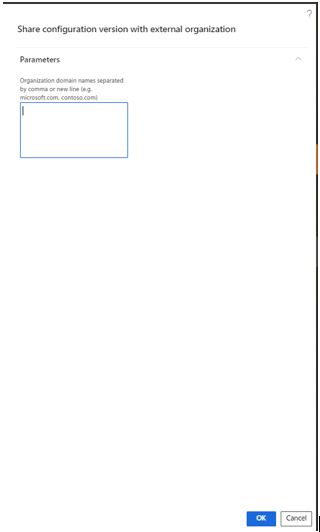 ?
Share configuration version with external organization
Parameters
Organization domain names separated
by comma or new line (e.g.
microsoft.com, contoso.com)
OK
Cancel